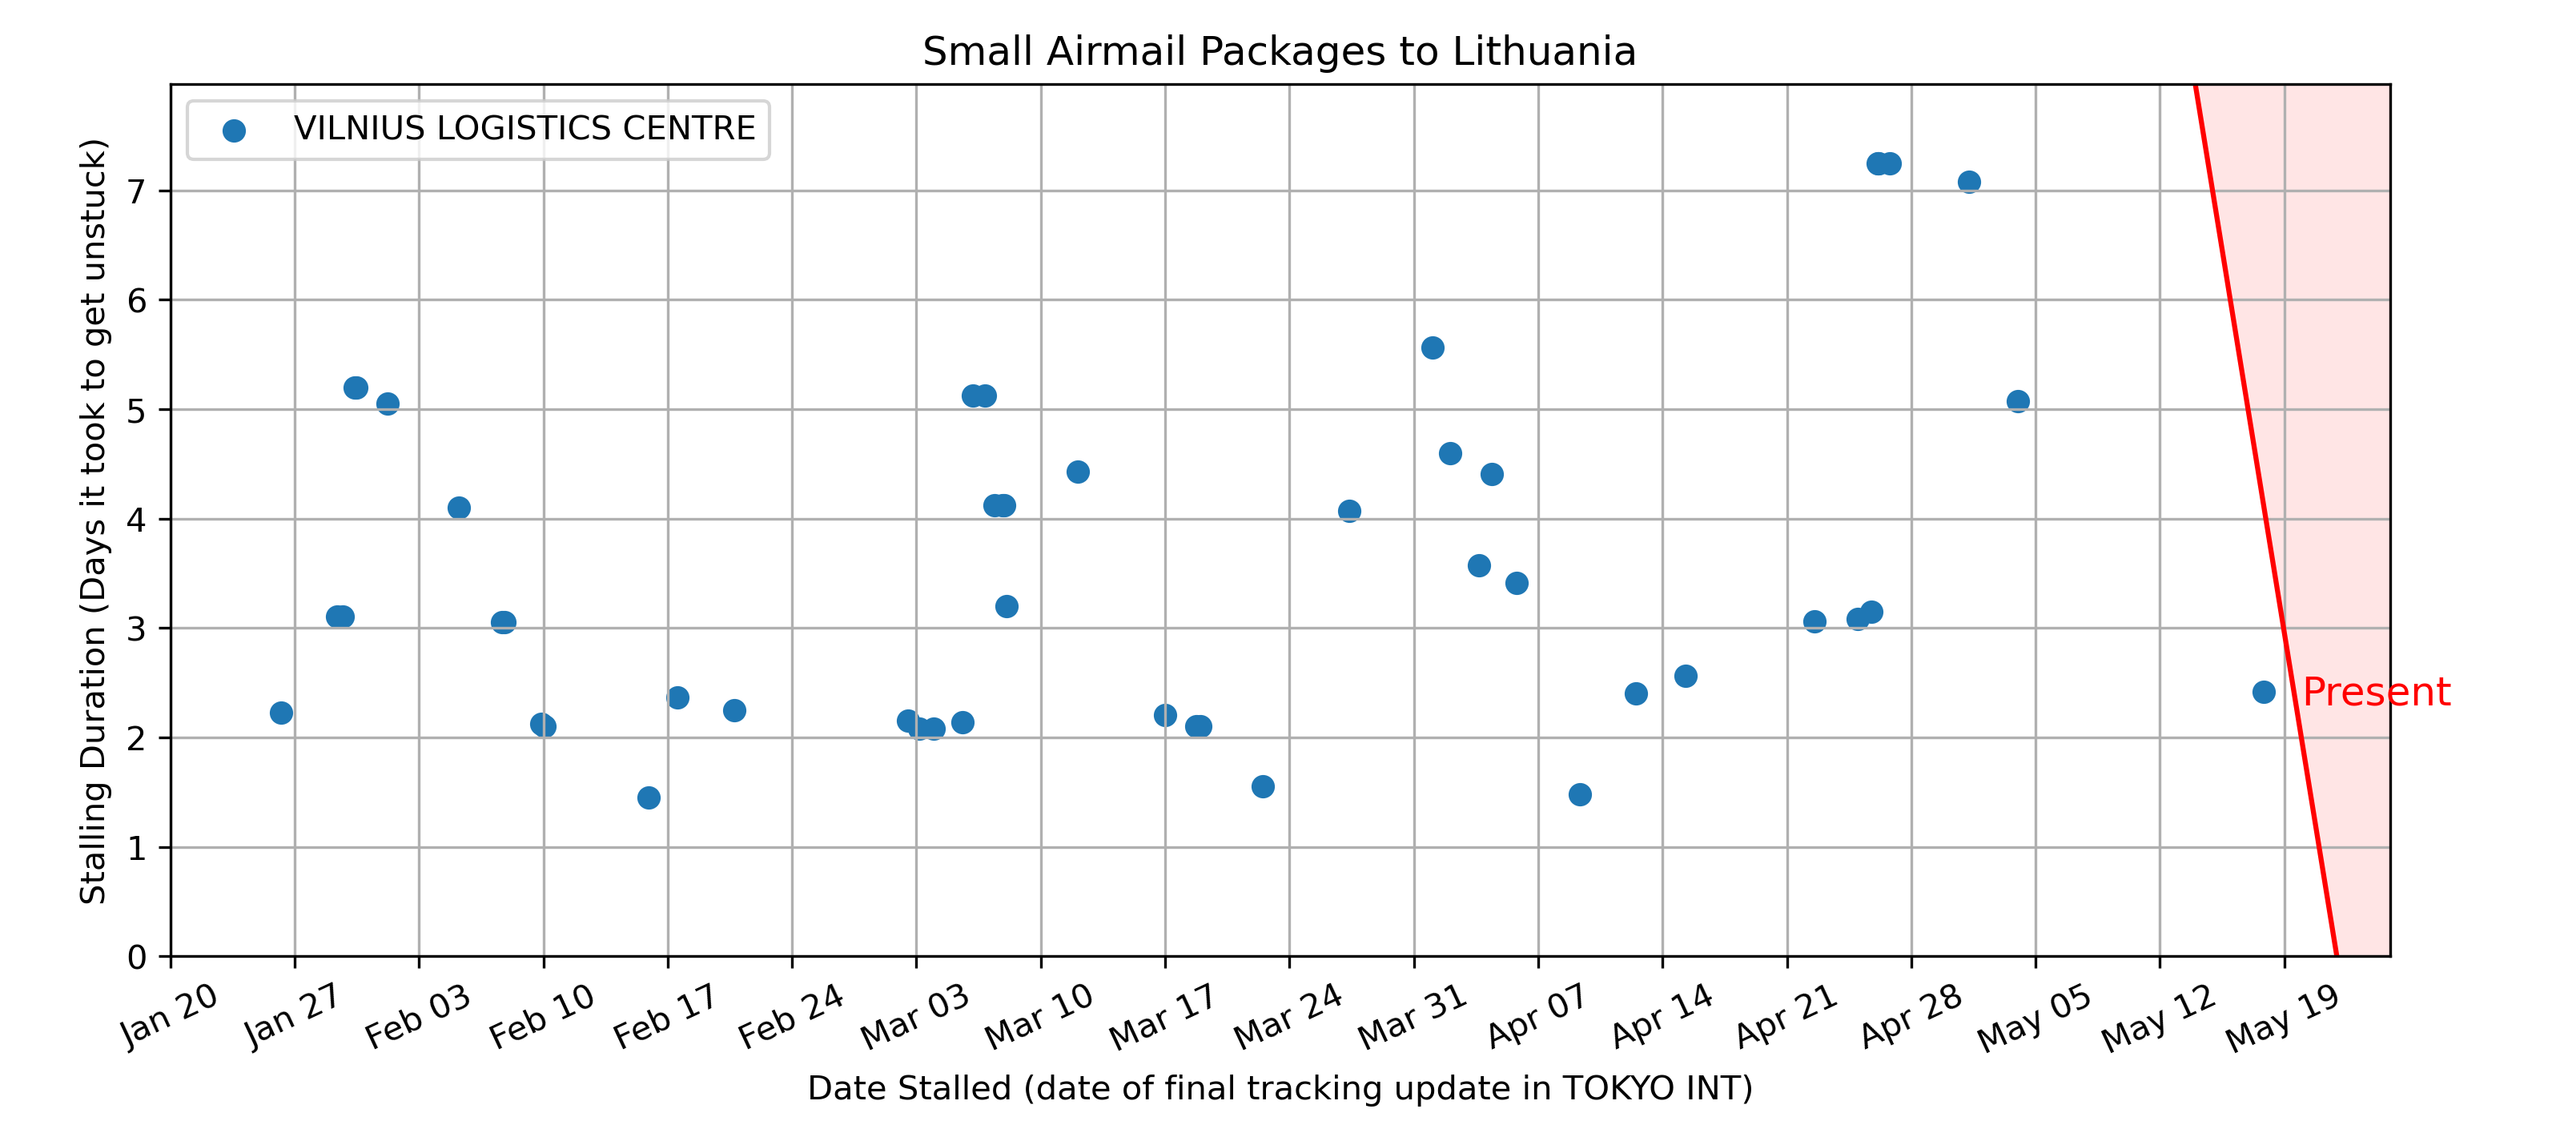 Small Airmail Packages to Lithuania
VILNIUS LOGISTICS CENTRE
Stalling Duration (Days it took to get unstuck)
7
6
5
4
3
2
1
0
Present
Jan 20
Jan 27
Feb 03
Feb 10
Feb 17
Feb 24
Mar 03
Mar 10
Mar 17
Mar 24
Mar 31
Apr 07
Apr 14
Apr 21
Apr 28
May 05
May 12
May 19
Date Stalled (date of final tracking update in TOKYO INT)